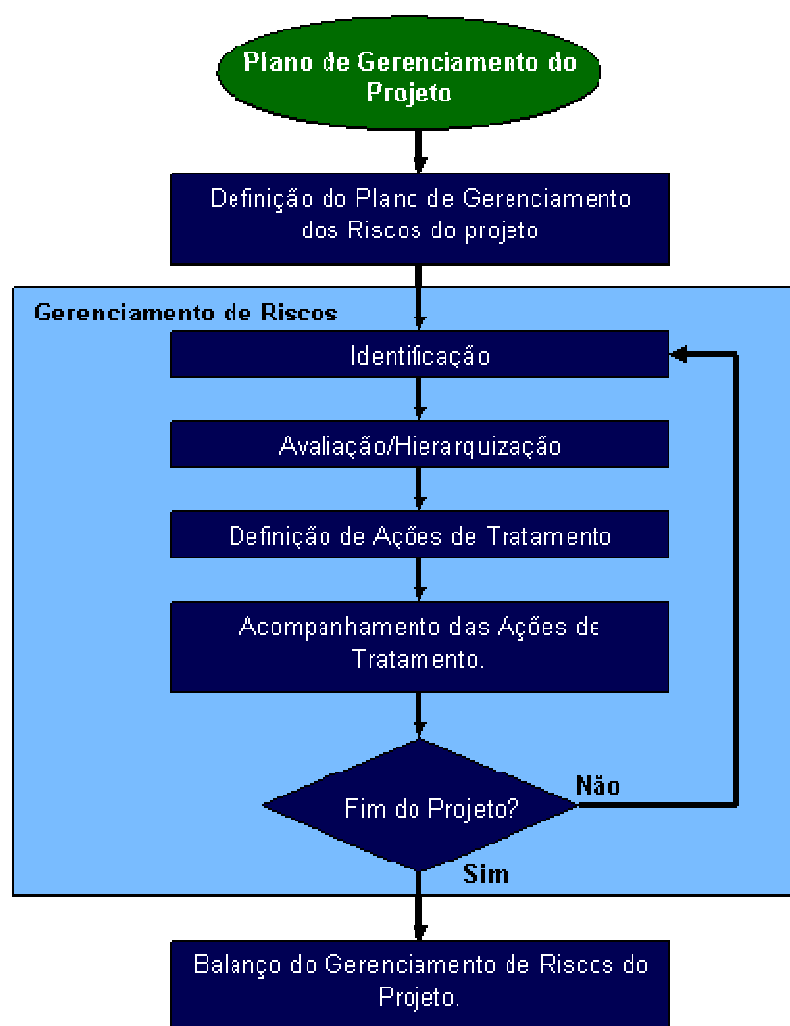 Plano de Gerenciamento do
Projeto
Definição do Plano de Gerenciamento
dos Riscos do projeto
Gerenciamento de Riscos
Identificação
Avaliação/Hierarquização
Definição de Ações de Tratamento
Acompanhamento das Ações de
Tratamento.
Não
Fim do Projeto?
Sim
Balanço do Gerenciamento de Riscos do
Projeto.